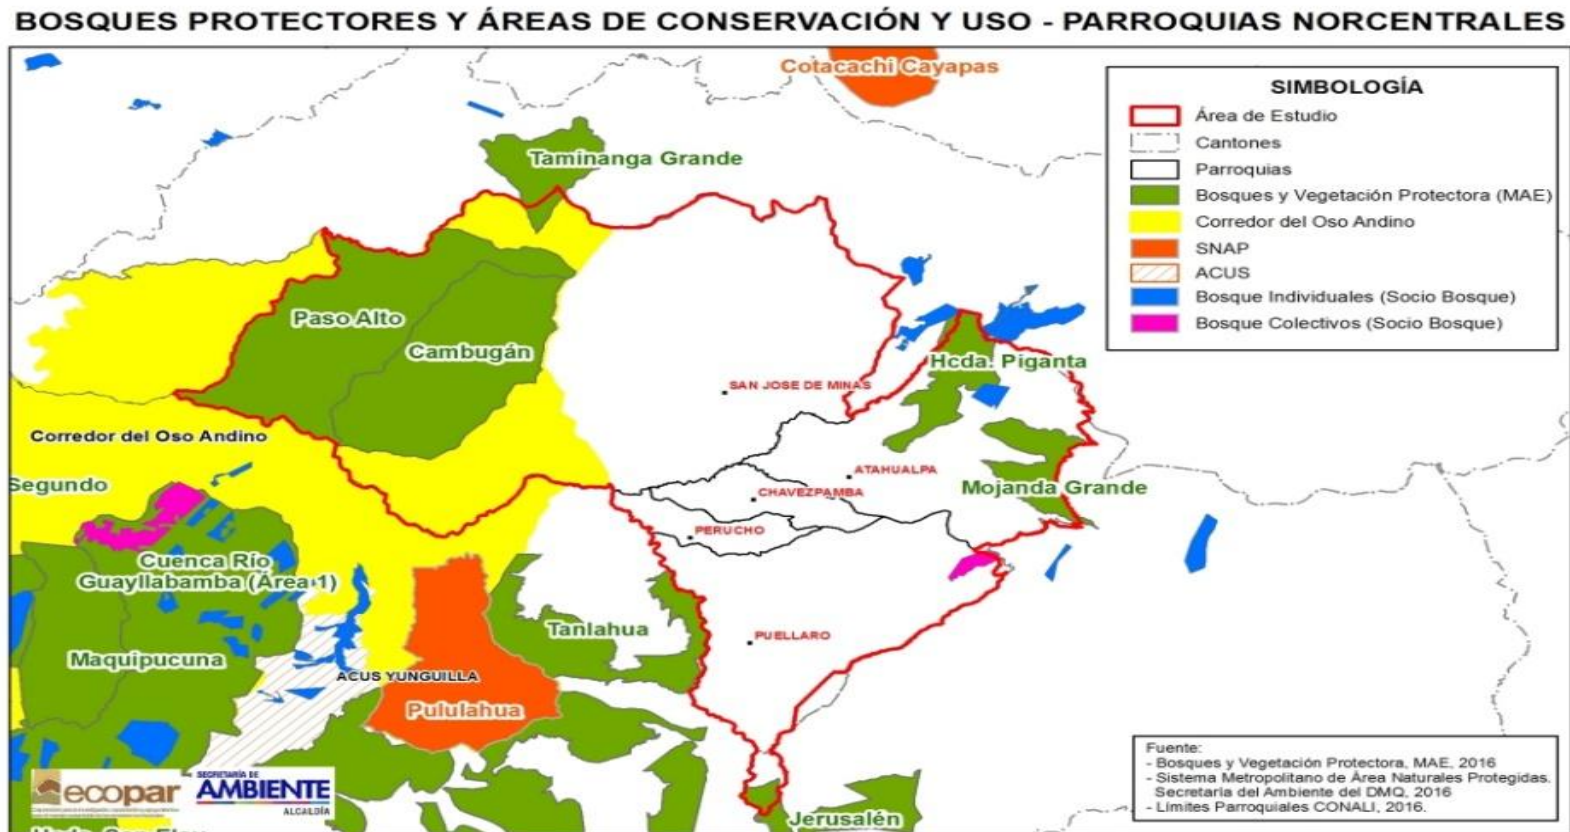 BOSQUES PROTECTORES Y ÁREAS DE CONSERVACIÓN Y USO - PARROQUIAS NORCENTRALES
Cotacachi Cayapas
SIMBOLOGÍA
Área de Estudio
Cantones
Parroquias
Bosques y Vegetación Protectora (MAE)
Corredor del Oso Andino
SNAP
ACUS
Bosque Individuales (Socio Bosque)
Bosque Colectivos (Socio Bosque)
Taminanga Grande
Paso Alto
Cambugán
Hcda. Piganta
SAN JOSE DE MINAS
Corredor del Oso Andino
ATAHUALPA
Segundo
CHAVEZPAMBA
Mojanda Grande
PERUCHO
Cuenca Río
Guayllabamba (Área 1)
Tanlahua
PUELLARO
Maquipucuna
ACUS YUNGUILLA
Pululahua
Fuente:
- Bosques y Vegetación Protectora, MAE, 2016
- Sistema Metropolitano de Área Naturales Protegidas.
Secretaría del Ambiente del DMQ, 2016
- Límites Parroquiales CONALI, 2016.
ecopar
SECRETARÍA DE
AMBIENTE
ALCALDÍA
Jerusalén